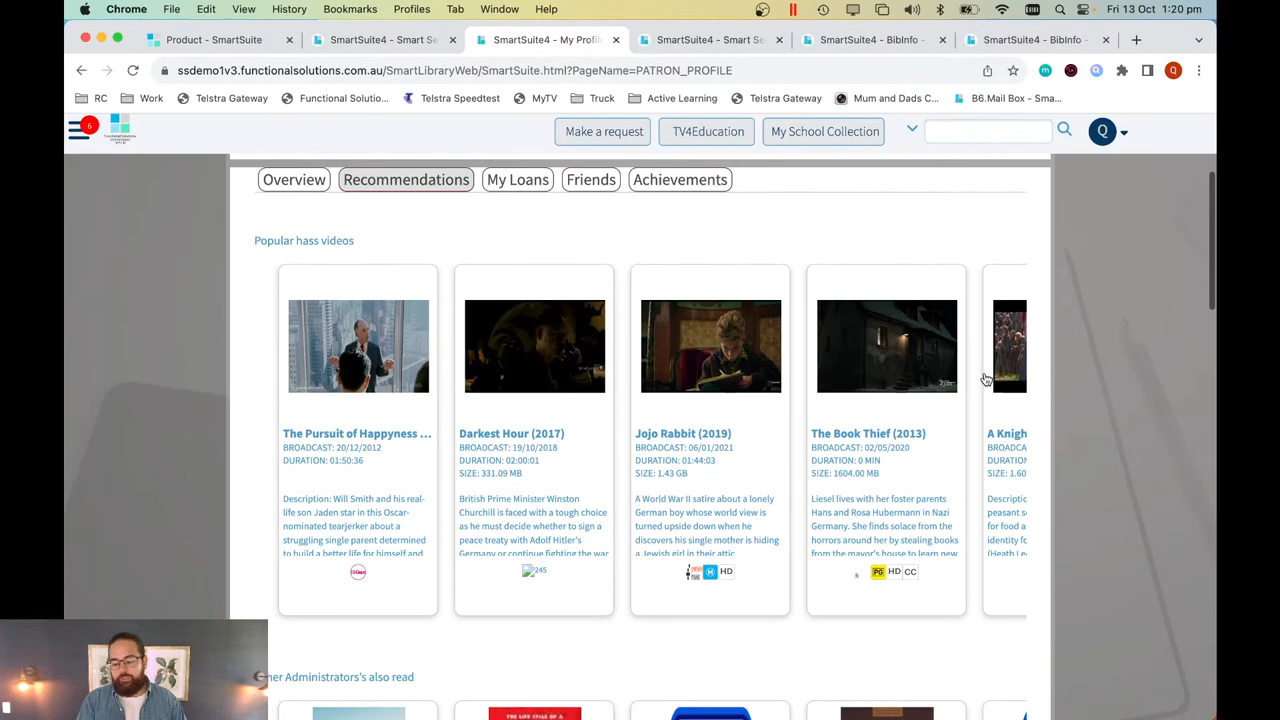 Chrome File Edit View History Bookmarks Profiles Tab Window Help Fri 13 Oct 1:20 pm
Product - SmartSuite SmartSuite4 - Smart Se SmartSuite4 - My Profil SmartSuite4 - Smart Se SmartSuite4 - BibInfo - SmartSuite4 - BibInfo -
ssdemo1v3.functionalsolutions.com.au/SmartLibraryWeb/SmartSuite.html?PageName=PATRON_PROFILE Q
RC Work Telstra Gateway Functional Solutio... Telstra Speedtest MyTV Truck Active Learning Telstra Gateway Mum and Dads C... B6.Mail Box - Sma...
6 Make a request TV4Education My School Collection Q
Overview Recommendations My Loans Friends Achievements
Popular hass videos
The Pursuit of Happyness ...
BROADCAST: 20/12/2012
DURATION: 01:50:36
Description: Will Smith and his real-
life son Jaden star in this Oscar-
nominated tearjerker about a
struggling single parent determined
to build a better life for himself and
Darkest Hour (2017)
BROADCAST: 19/10/2018
DURATION: 02:00:01
SIZE: 331.09 MB
British Prime Minister Winston
Churchill is faced with a tough choice
as he must decide whether to sign a
peace treaty with Adolf Hitler's
Germany or continue fighting the war
245
Jojo Rabbit (2019)
BROADCAST: 06/01/2021
DURATION: 01:44:03
SIZE: 1.43 GB
A World War II satire about a lonely
German boy whose world view is
turned upside down when he
discovers his single mother is hiding
a Jewish girl in their attic.
M HD
The Book Thief (2013)
BROADCAST: 02/05/2020
DURATION: 0 MIN
SIZE: 1604.00 MB
Liesel lives with her foster parents
Hans and Rosa Hubermann in Nazi
Germany. She finds solace from the
horrors around her by stealing books
from the mayor's house to learn new
PG HD CC
A Knigh
BROADC
DURATIO
SIZE: 1.60
Descriptio
peasant s
for food a
identity fo
(Heath Le
her Administrators's also read
THE LIFE CYCLE OF A